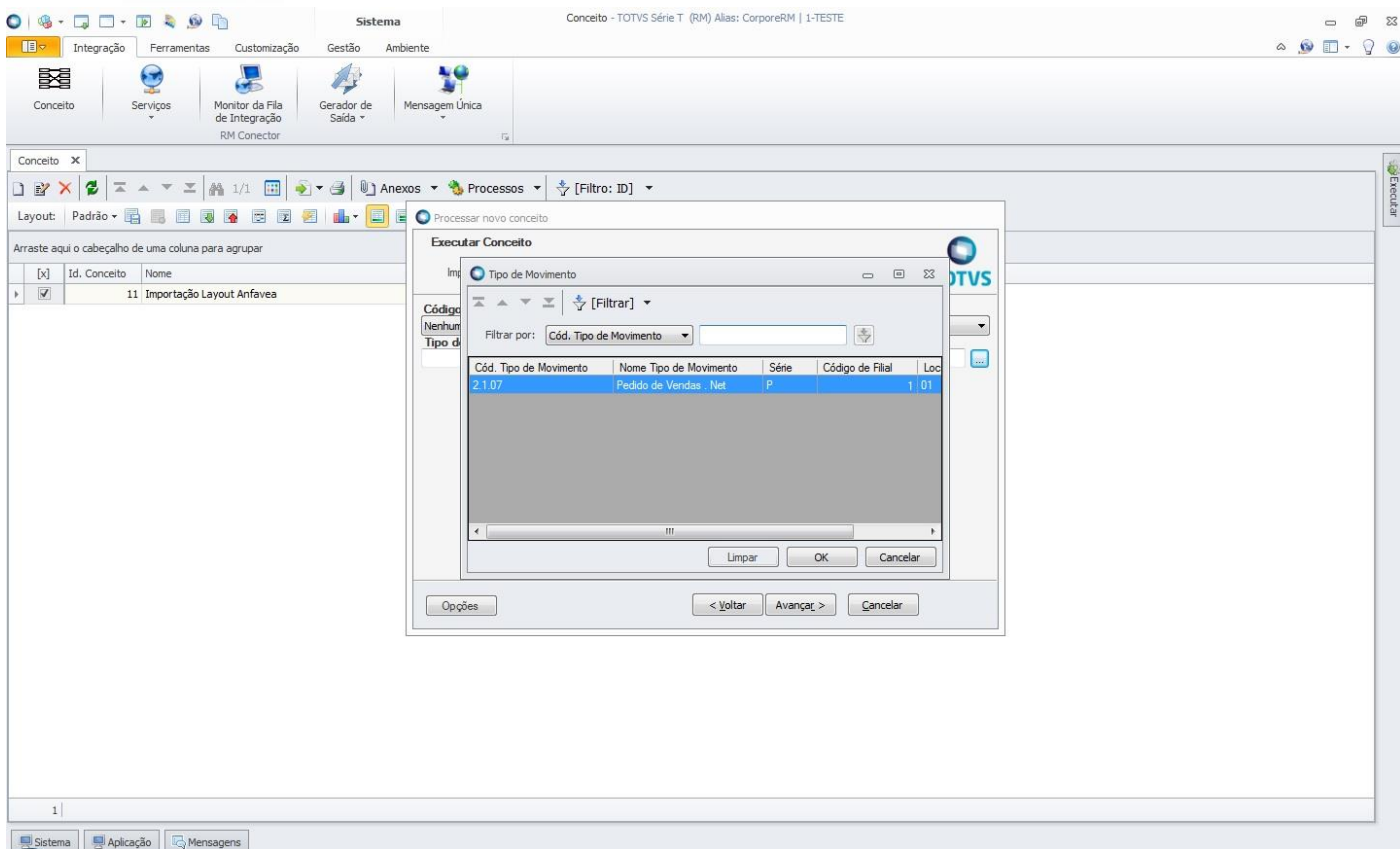 Sistema
Conceito - TOTVS Série T (RM) Alias: CorporeRM | 1-TESTE
Integração Ferramentas Customização Gestão Ambiente
Conceito
Serviços
Monitor da Fila de Integração
Gerador de Saída
Mensagem Única
RM Conector
Conceito X
1/1 Anexos Processos [Filtro: ID]
Executar
Layout: Padrão
Processar novo conceito
Arraste aqui o cabeçalho de uma coluna para agrupar
Executar Conceito
[x] Id. Conceito Nome
11 Importação Layout Anfavea
Tipo de Movimento
[Filtrar]
Filtrar por: Cód. Tipo de Movimento
Cód. Tipo de Movimento Nome Tipo de Movimento Série Código de Filial Loc
2.1.07 Pedido de Vendas . Net P 1 01
Limpar OK Cancelar
Opções < Voltar Avançar > Cancelar
1
Sistema Aplicação Mensagens